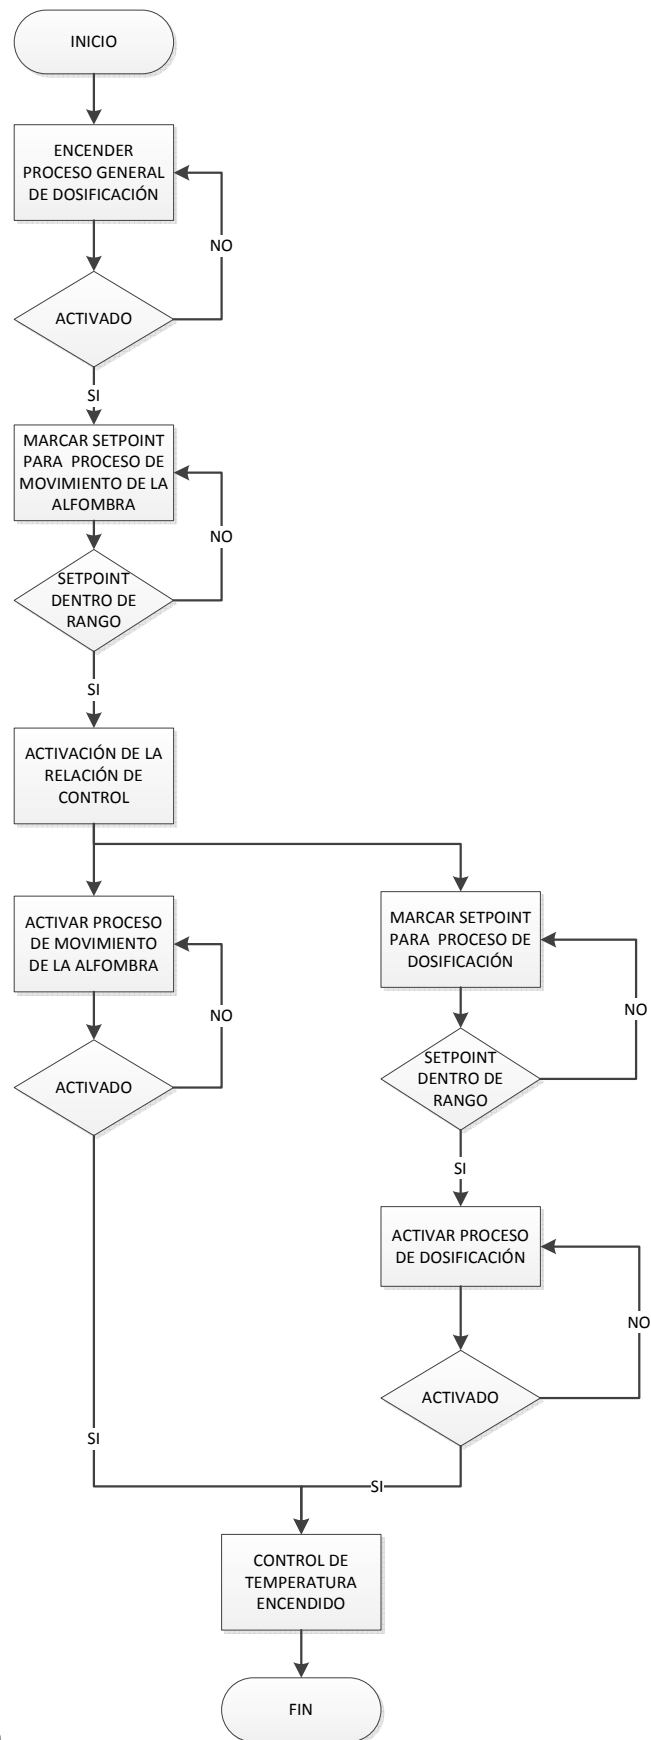 INICIO
ENCENDER
PROCESO GENERAL
DE DOSIFICACIÓN
NO
ACTIVADO
SI
MARCAR SETPOINT
PARA PROCESO DE
MOVIMIENTO DE LA
ALFOMBRA
NO
SETPOINT
DENTRO DE
RANGO
SI
ACTIVACIÓN DE LA
RELACIÓN DE
CONTROL
ACTIVAR PROCESO
DE MOVIMIENTO
DE LA ALFOMBRA
NO
ACTIVADO
SI
MARCAR SETPOINT
PARA PROCESO DE
DOSIFICACIÓN
NO
SETPOINT
DENTRO DE
RANGO
SI
ACTIVAR PROCESO
DE DOSIFICACIÓN
NO
ACTIVADO
SI
CONTROL DE
TEMPERATURA
ENCENDIDO
FIN